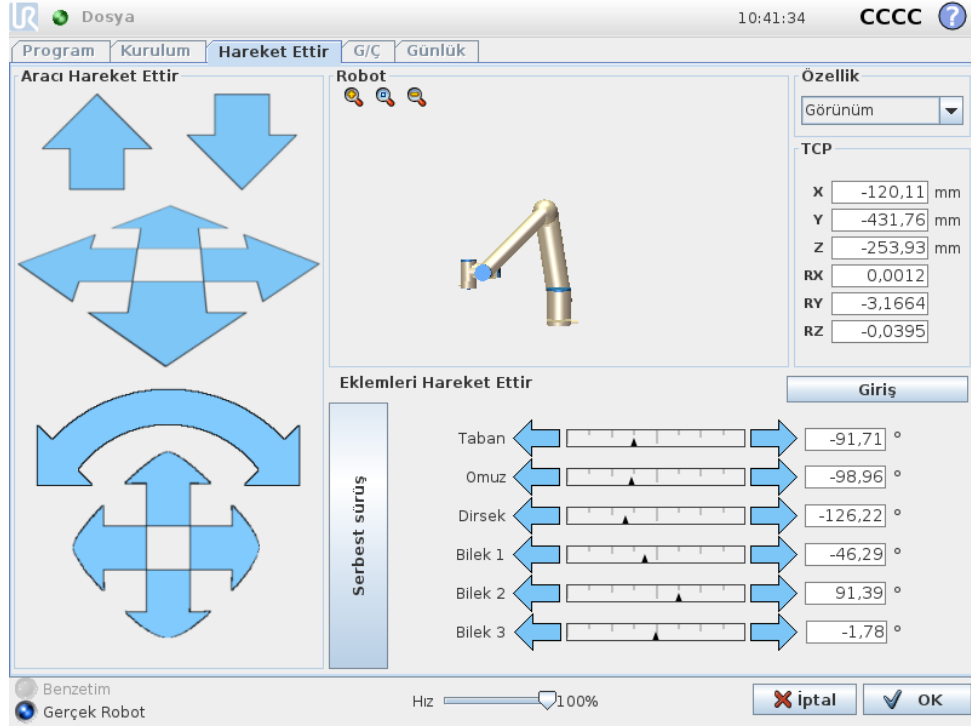 UR Dosya 10:41:34 CCCC ?
Program Kurulum Hareket Ettir G/Ç Günlük
Aracı Hareket Ettir
Robot
Özellik
Görünüm
TCP
X -120,11 mm
Y -431,76 mm
Z -253,93 mm
RX 0,0012
RY -3,1664
RZ -0,0395
Eklemleri Hareket Ettir
Giriş
Serbest sürüş
Taban -91,71 °
Omuz -98,96 °
Dirsek -126,22 °
Bilek 1 -46,29 °
Bilek 2 91,39 °
Bilek 3 -1,78 °
Benzetim
Gerçek Robot
Hız 100%
İptal
OK